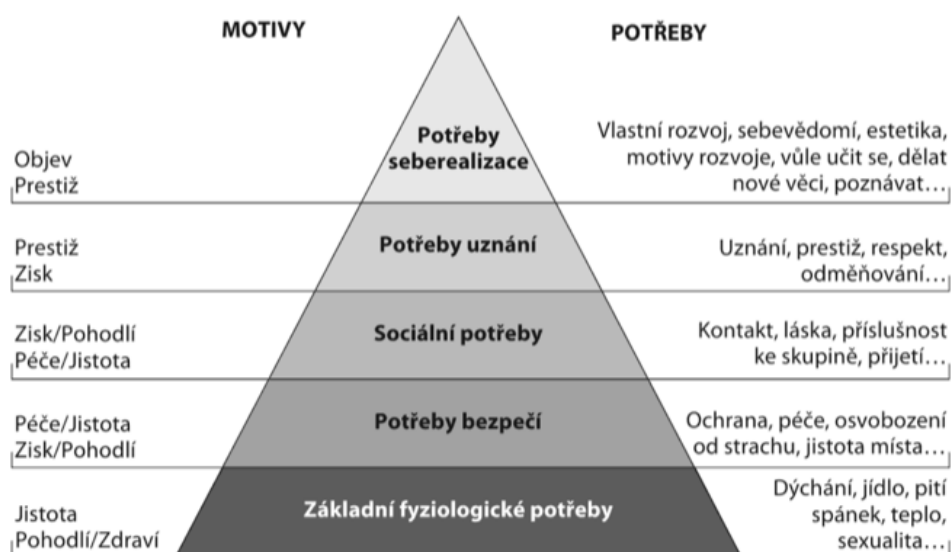 MOTIVY
POTŘEBY
Objev
Prestiž
Potřeby
seberealizace
Vlastní rozvoj, sebevědomí, estetika,
motivy rozvoje, vůle učit se, dělat
nové věci, poznávat…
Prestiž
Zisk
Potřeby uznání
Uznání, prestiž, respekt,
odměňování…
Zisk/Pohodlí
Péče/Jistota
Sociální potřeby
Kontakt, láska, příslušnost
ke skupině, přijetí…
Péče/Jistota
Zisk/Pohodlí
Potřeby bezpečí
Ochrana, péče, osvobození
od strachu, jistota místa…
Jistota
Pohodlí/Zdraví
Základní fyziologické potřeby
Dýchání, jídlo, pití
spánek, teplo,
sexualita…